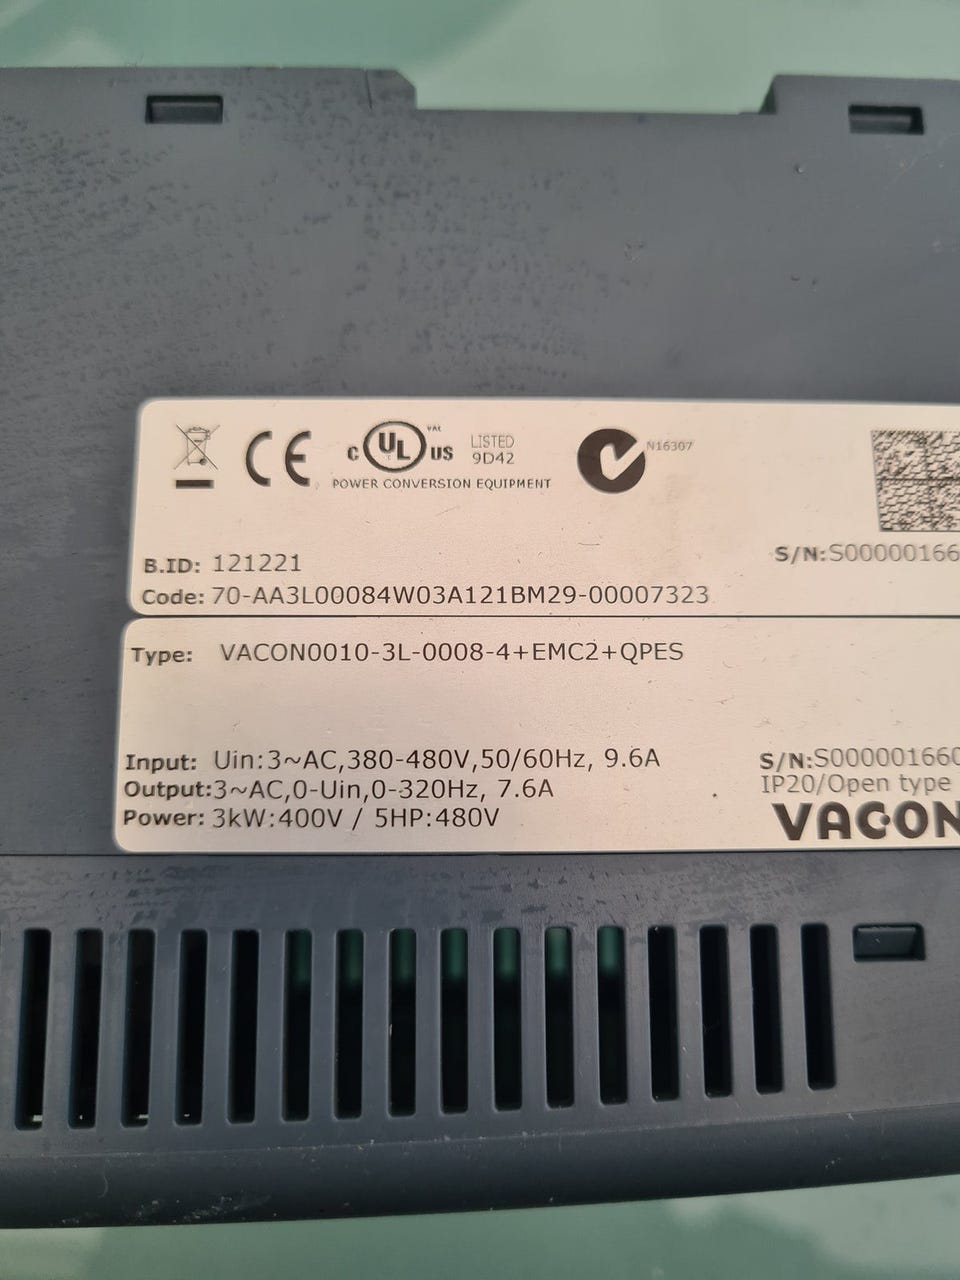 C UL US VAL LISTED
9D42
N16307
POWER CONVERSION EQUIPMENT
B.ID: 121221
S/N:S00000166
Code: 70-AA3L00084W03A121BM29-00007323
Type: VACON0010-3L-0008-4+EMC2+QPES
Input: Uin:3~AC,380-480V,50/60Hz, 9.6A
S/N:S000001660
Output:3~AC,0-Uin,0-320Hz, 7.6A
IP20/Open type
Power: 3kW:400V / 5HP:480V
VACON